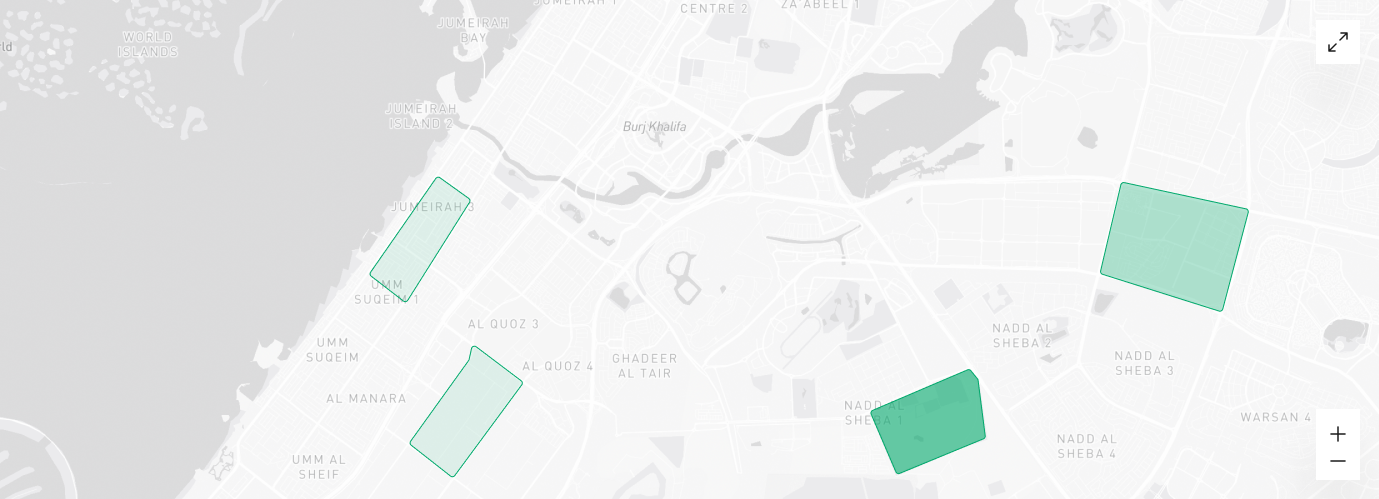 JUMEIRAH 1
CENTRE 2
ZA'ABEEL 1
JUMEIRAH
BAY
WORLD
ISLANDS
ld
JUMEIRAH
ISLAND 2
Burj Khalifa
JUMEIRAH 3
UMM
SUQEIM 1
AL QUOZ 3
NADD AL
SHEBA 2
UMM
SUQEIM
AL QUOZ 4
GHADEER
AL TAIR
NADD AL
SHEBA 3
AL MANARA
NADD AL
SHEBA 1
WARSAN 4
NADD AL
SHEBA 4
UMM AL
SHEIF